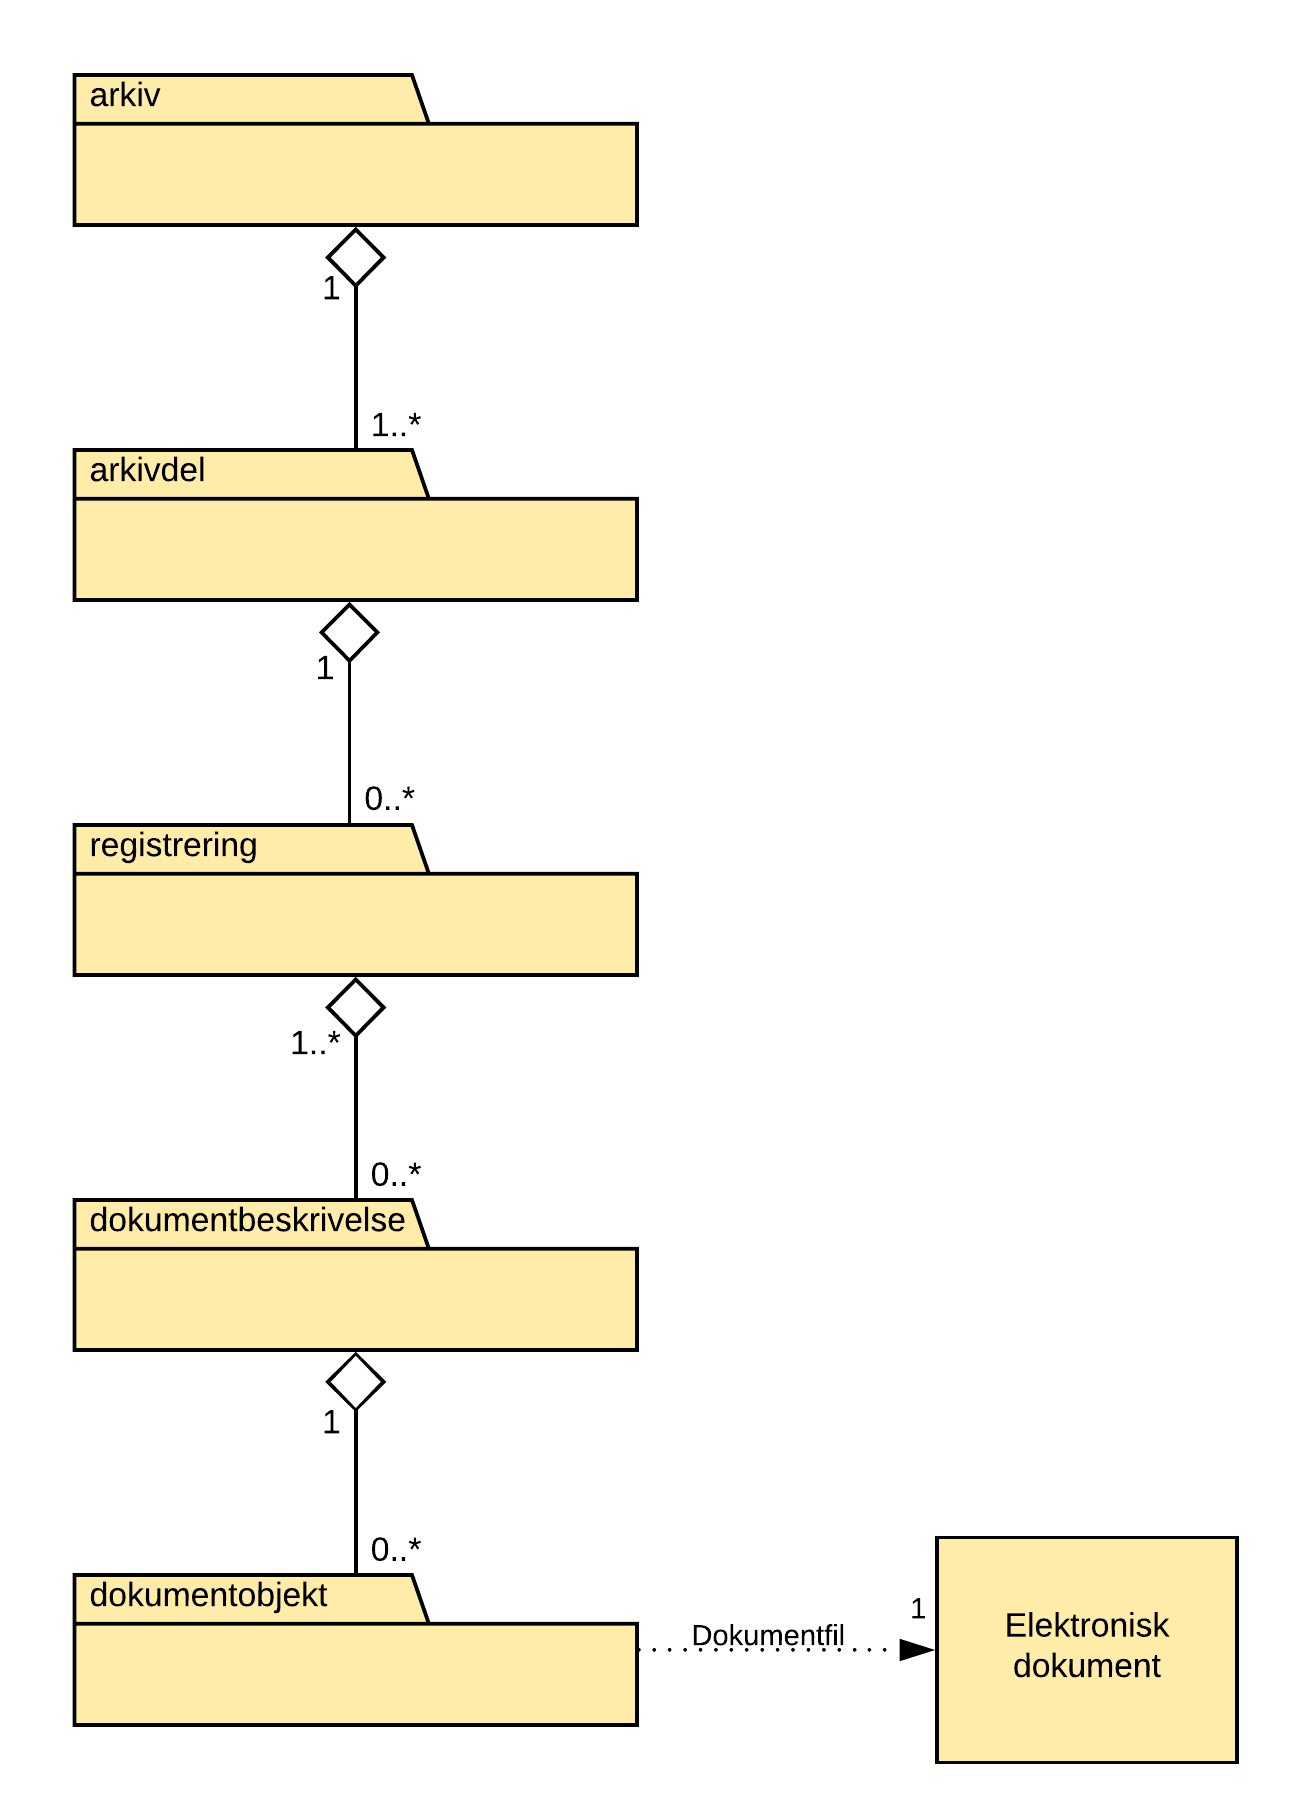 arkiv
1
1..*
arkivdel
1
0..*
registrering
1..*
0..*
dokumentbeskrivelse
1
0..*
dokumentobjekt
Dokumentfil
1
Elektronisk
dokument